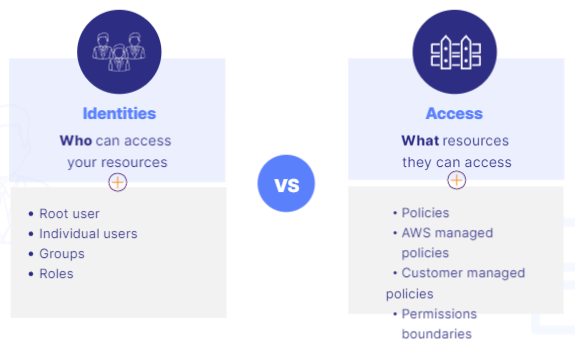 Identities
Who can access
your resources
• Root user
• Individual users
• Groups
• Roles
vs
Access
What resources
they can access
• Policies
• AWS managed
policies
• Customer managed
policies
• Permissions
boundaries